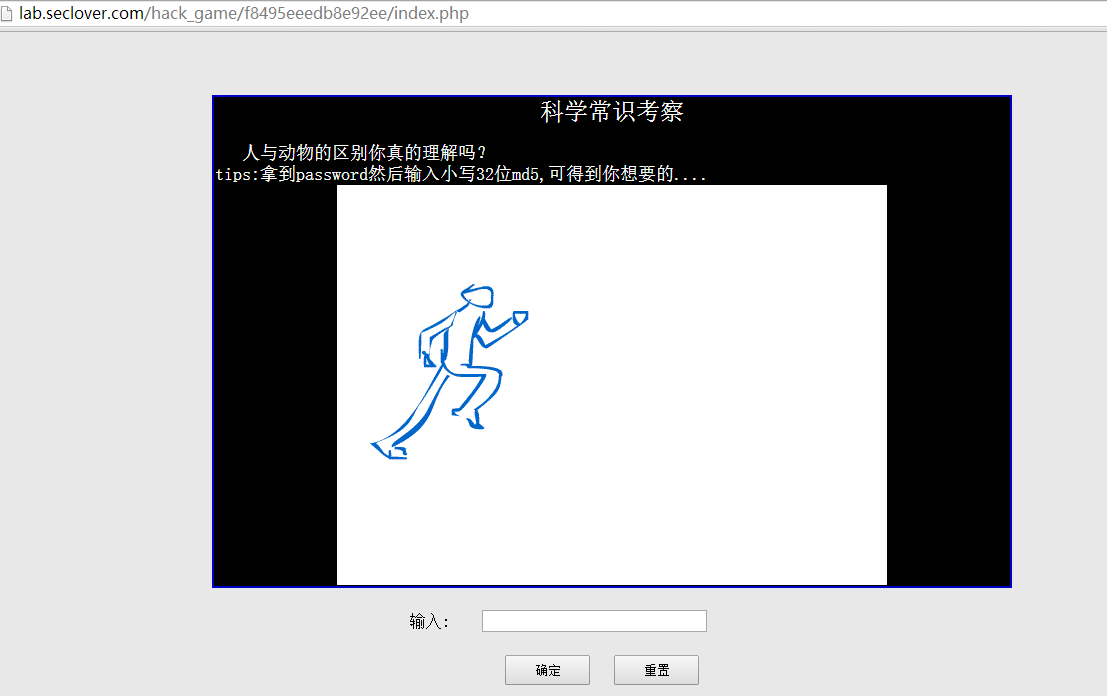 lab.seclover.com/hack_game/f8495eeedb8e92ee/index.php
科学常识考察
人与动物的区别你真的理解吗?
tips:拿到password然后输入小写32位md5,可得到你想要的....
输入:
确定
重置